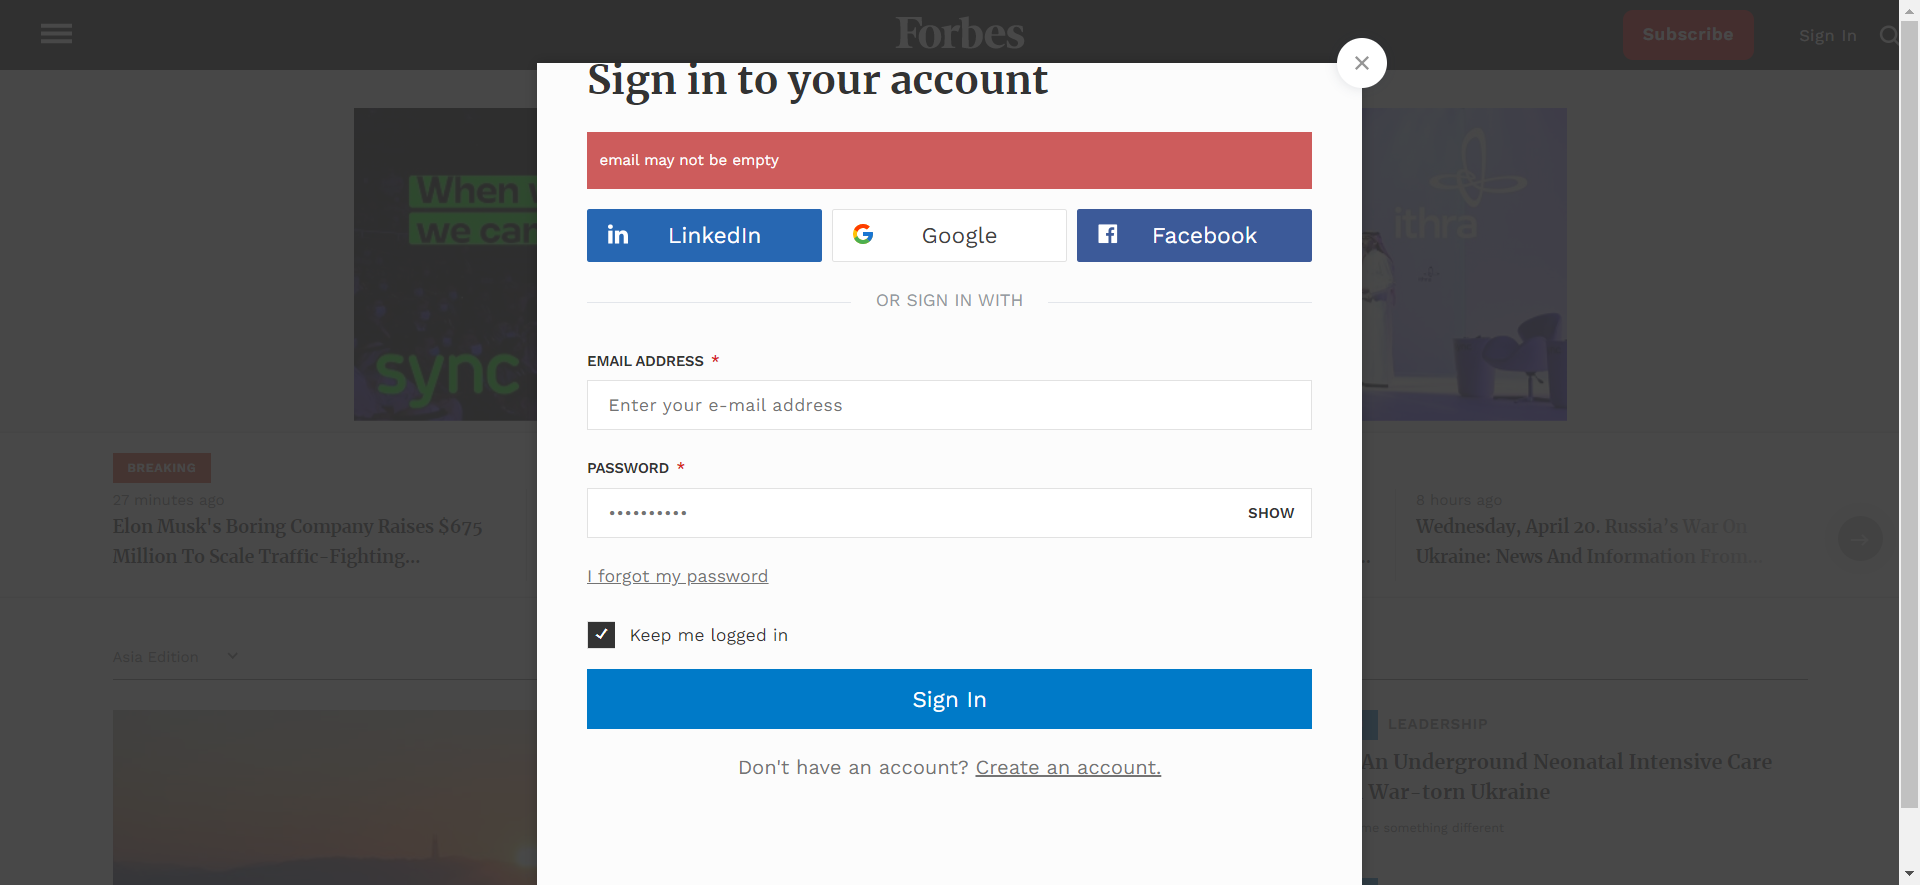 Forbes
Subscribe
Sign In
Sign in to your account
email may not be empty
LinkedIn
Google
Facebook
OR SIGN IN WITH
EMAIL ADDRESS *
Enter your e-mail address
PASSWORD *
SHOW
I forgot my password
Keep me logged in
Sign In
Don't have an account? Create an account.
When
we can
sync
ithra
BREAKING
27 minutes ago
Elon Musk's Boring Company Raises $675
Million To Scale Traffic-Fighting...
8 hours ago
Wednesday, April 20. Russia's War On
Ukraine: News And Information From...
Asia Edition
LEADERSHIP
An Underground Neonatal Intensive Care
War-torn Ukraine
something different